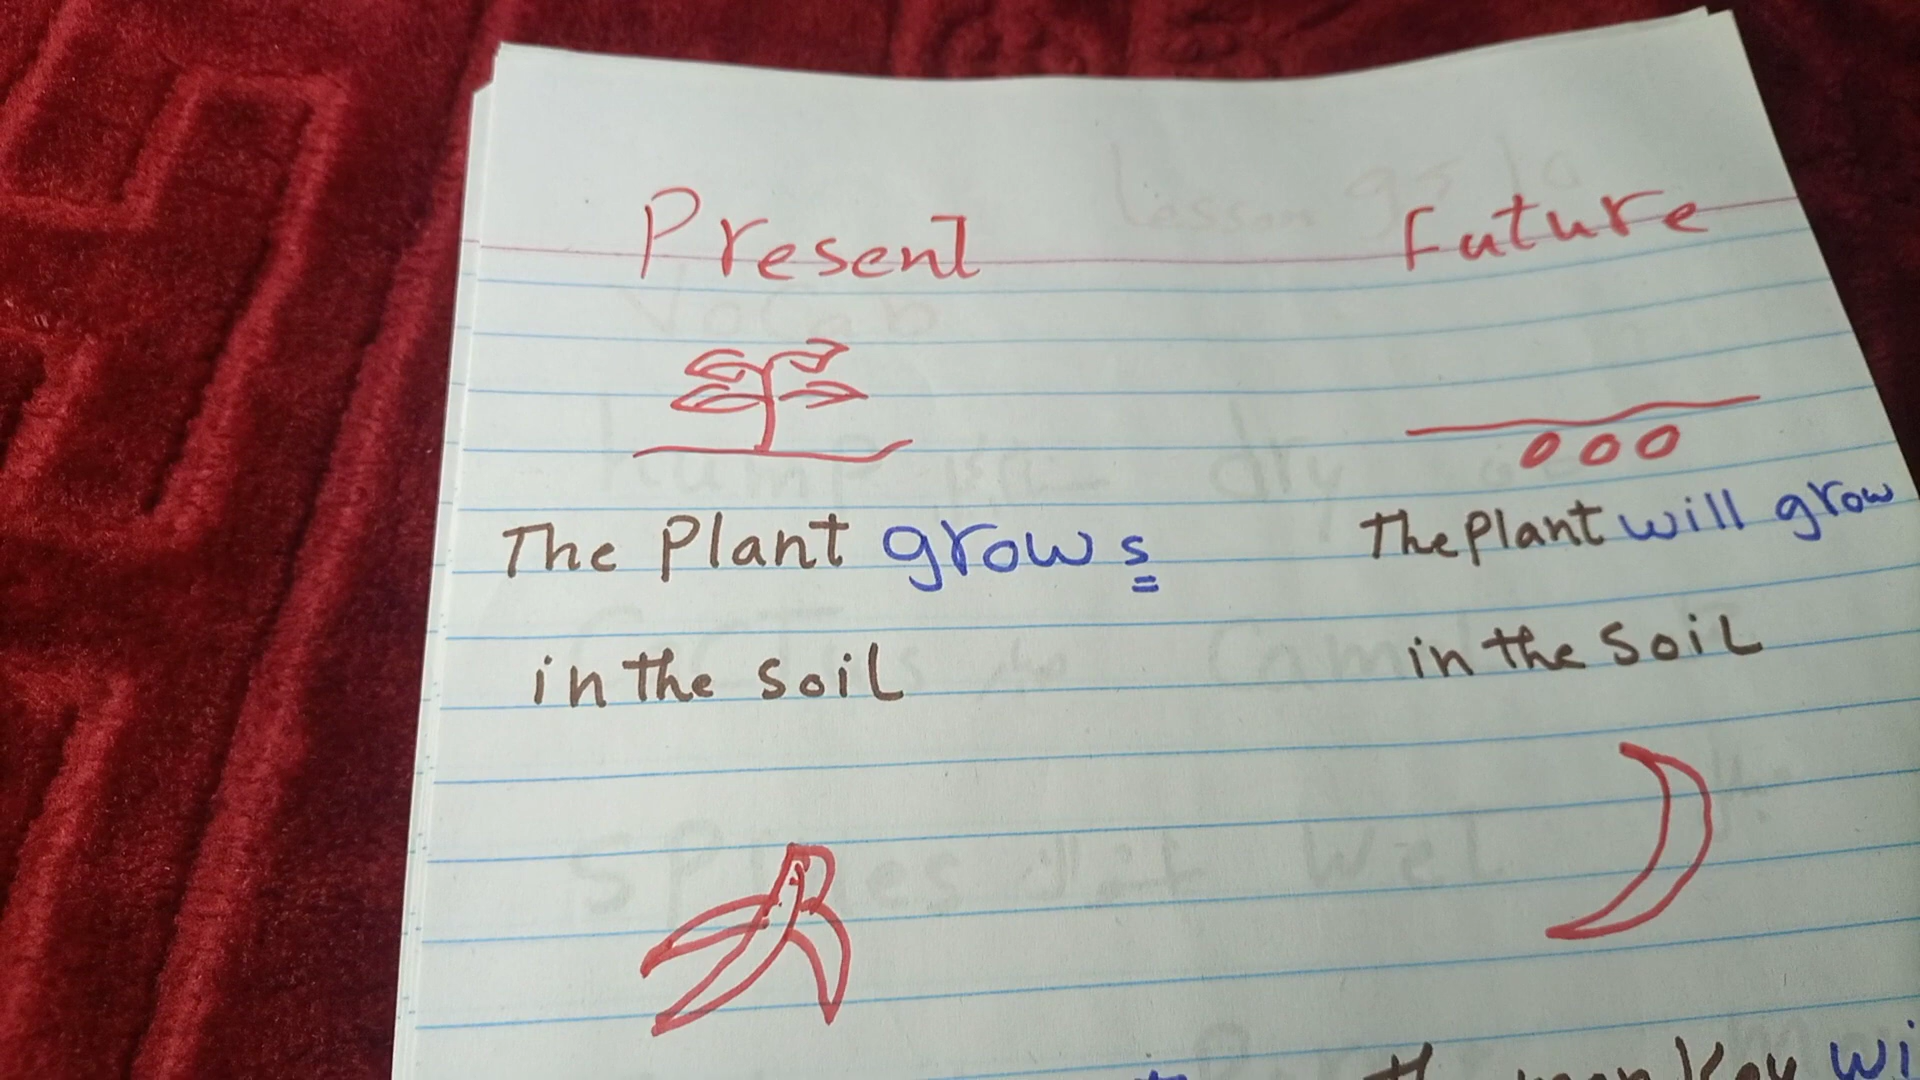 Present
Future
The Plant grows
in the soil
The Plant will grow
in the soil